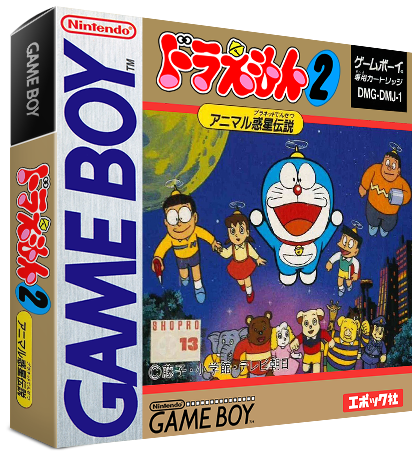 GAME BOY
ドラえもん2
アニマル惑星伝説
Nintendo
GAME BOY
TM
ドラえもん2
プラネットでんせつ
アニマル惑星伝説
ゲームボーイ®
専用カートリッジ
DMG-DMJ-1
SHOPRO
13
©藤子・小学館・テレビ朝日
Nintendo
GAME BOY
エポック社